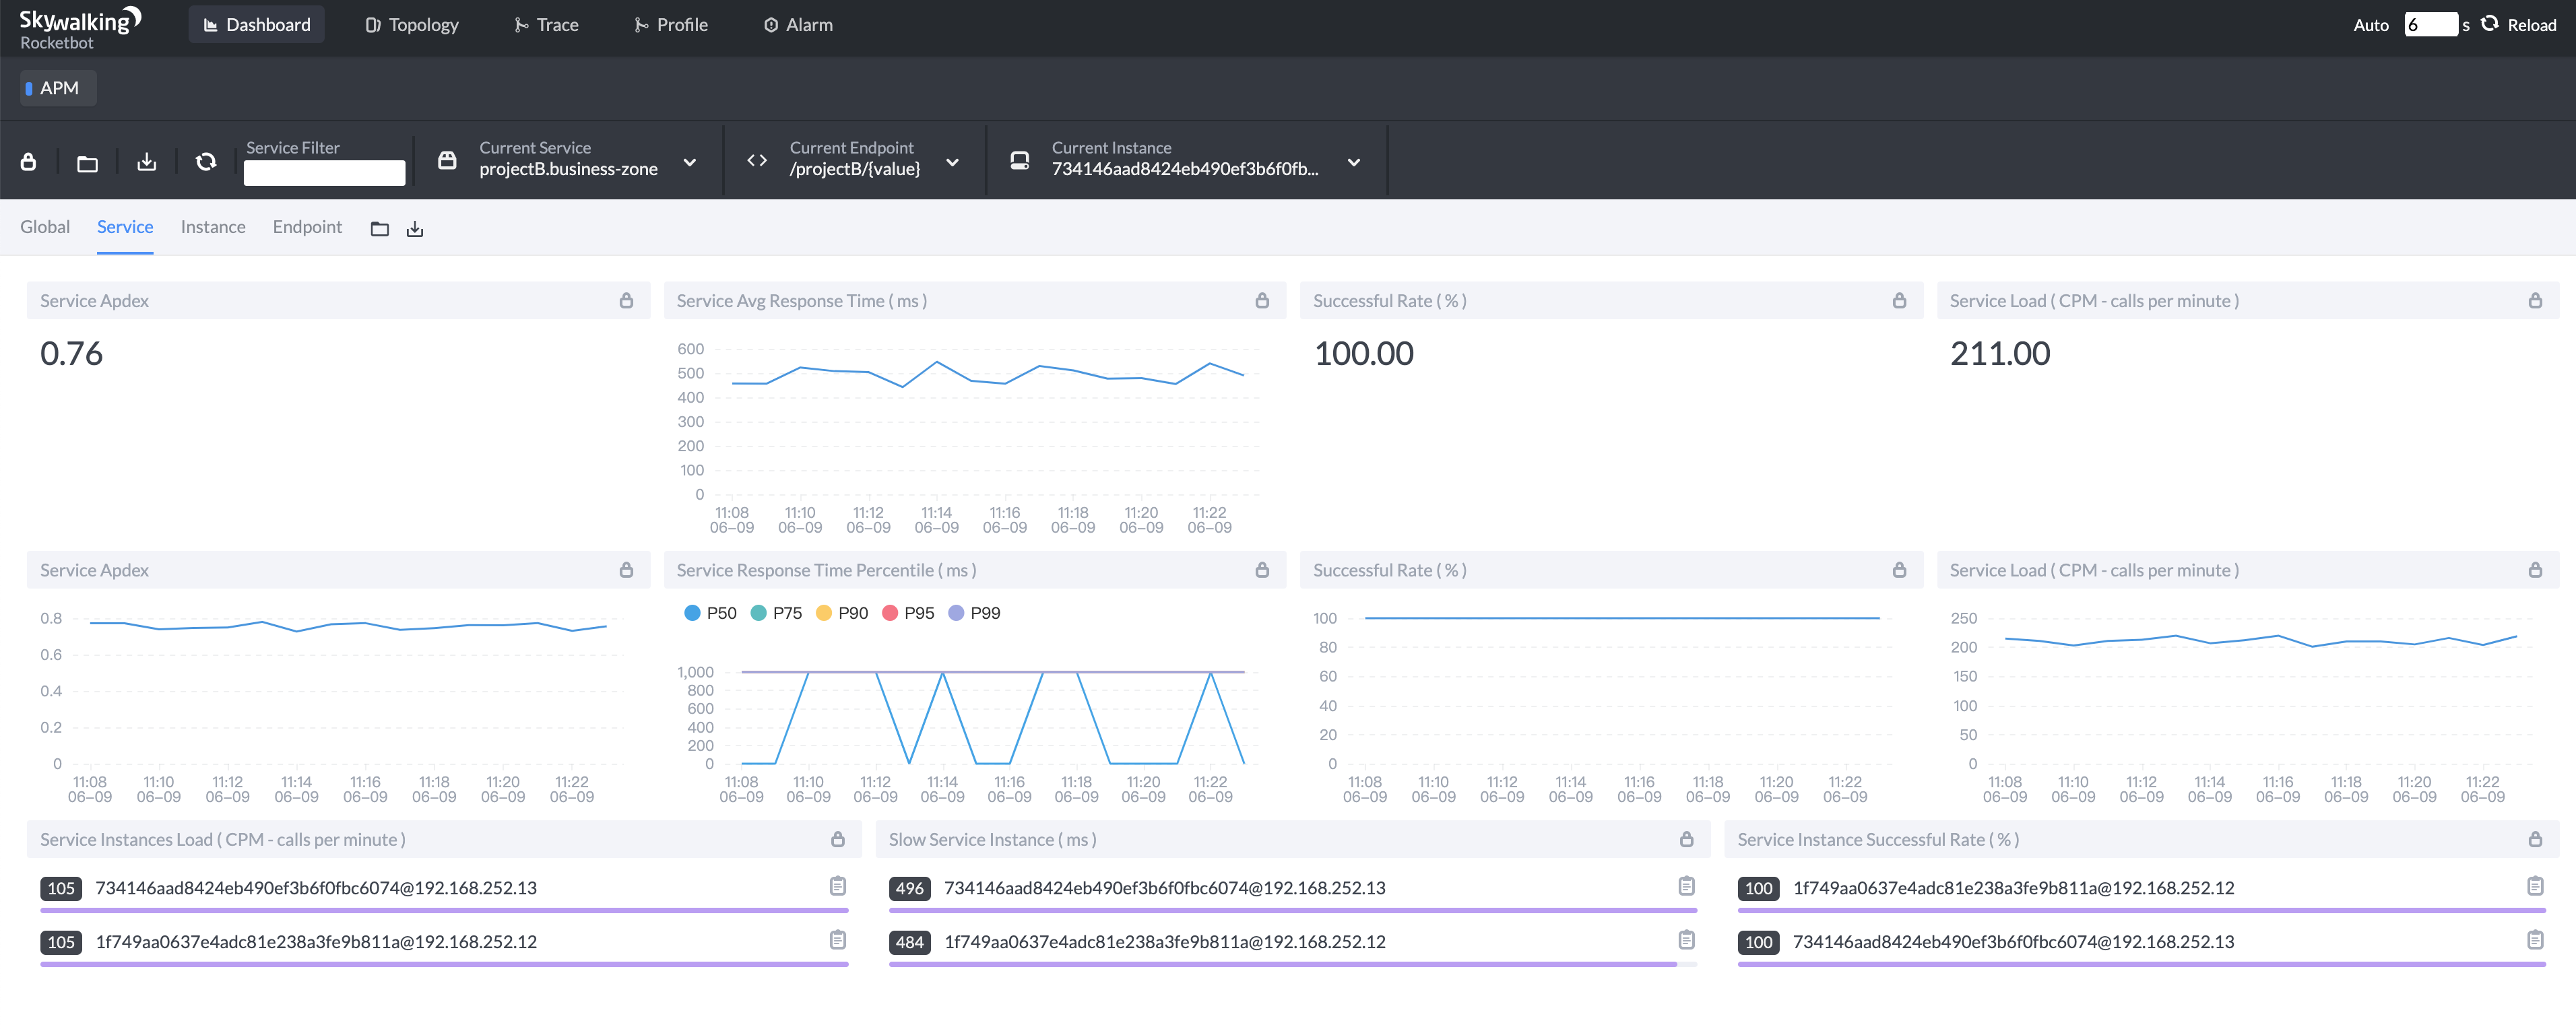 Skywalking
Rocketbot
Dashboard
Topology
Trace
Profile
Alarm
Auto 6 s Reload
APM
Service Filter
Current Service
projectB.business-zone
Current Endpoint
/projectB/{value}
Current Instance
734146aad8424eb490ef3b6f0fb...
Global
Service
Instance
Endpoint
Service Apdex
0.76
Service Avg Response Time ( ms )
600
500
400
300
200
100
0
11:08 11:10 11:12 11:14 11:16 11:18 11:20 11:22
06-09 06-09 06-09 06-09 06-09 06-09 06-09 06-09
Successful Rate ( % )
100.00
Service Load ( CPM - calls per minute )
211.00
Service Apdex
0.8
0.6
0.4
0.2
0
11:08 11:10 11:12 11:14 11:16 11:18 11:20 11:22
06-09 06-09 06-09 06-09 06-09 06-09 06-09 06-09
Service Response Time Percentile ( ms )
P50 P75 P90 P95 P99
1,000
800
600
400
200
0
11:08 11:10 11:12 11:14 11:16 11:18 11:20 11:22
06-09 06-09 06-09 06-09 06-09 06-09 06-09 06-09
Successful Rate ( % )
100
80
60
40
20
0
11:08 11:10 11:12 11:14 11:16 11:18 11:20 11:22
06-09 06-09 06-09 06-09 06-09 06-09 06-09 06-09
Service Load ( CPM - calls per minute )
250
200
150
100
50
0
11:08 11:10 11:12 11:14 11:16 11:18 11:20 11:22
06-09 06-09 06-09 06-09 06-09 06-09 06-09 06-09
Service Instances Load ( CPM - calls per minute )
105 734146aad8424eb490ef3b6f0fbc6074@192.168.252.13
105 1f749aa0637e4adc81e238a3fe9b811a@192.168.252.12
Slow Service Instance ( ms )
496 734146aad8424eb490ef3b6f0fbc6074@192.168.252.13
484 1f749aa0637e4adc81e238a3fe9b811a@192.168.252.12
Service Instance Successful Rate ( % )
100 1f749aa0637e4adc81e238a3fe9b811a@192.168.252.12
100 734146aad8424eb490ef3b6f0fbc6074@192.168.252.13